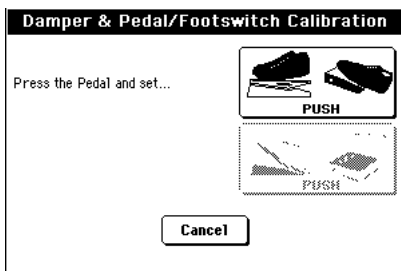 Damper & Pedal/Footswitch Calibration
Press the Pedal and set...
PUSH
PUSH
Cancel